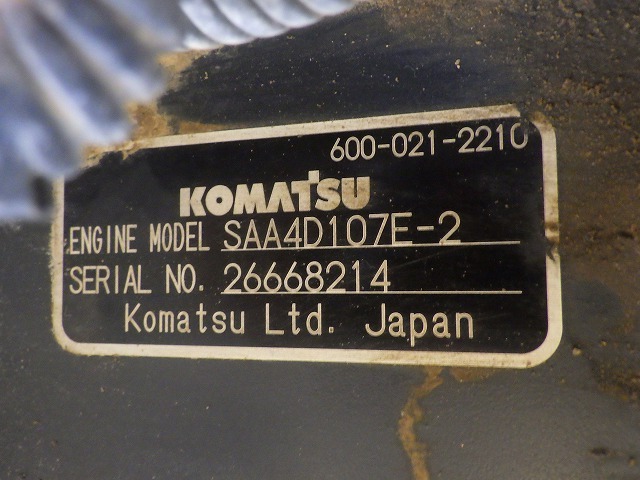 600-021-2210
KOMATSU
ENGINE MODEL SAA4D107E-2
SERIAL NO. 26668214
Komatsu Ltd. Japan